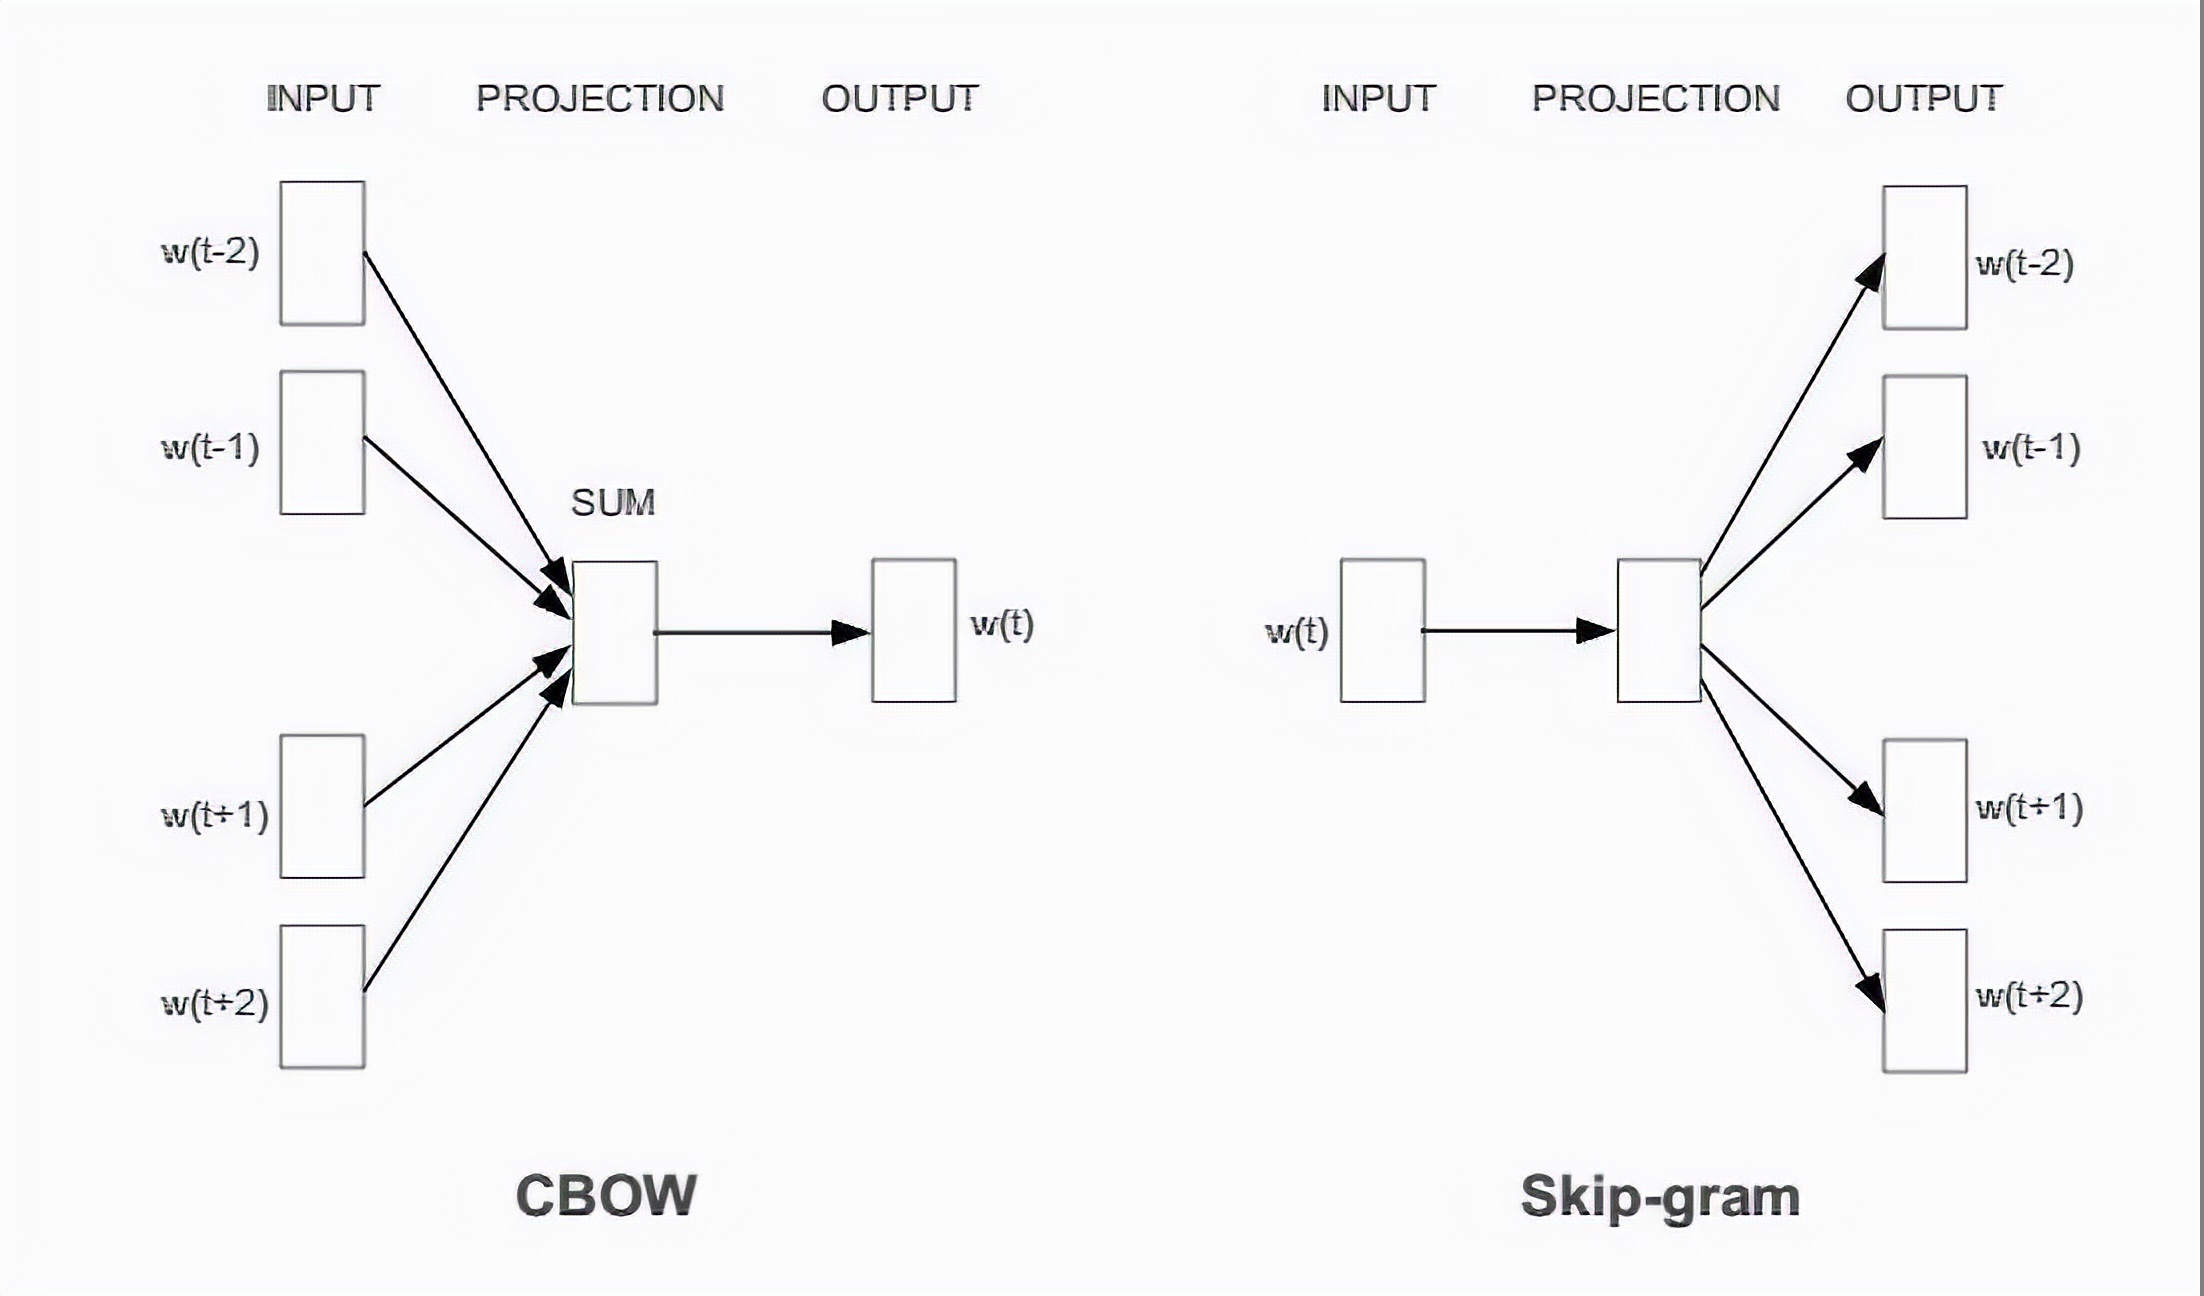 INPUT PROJECTION OUTPUT
w(t-2)
w(t-1)
SUM
w(t)
w(t+1)
w(t+2)
CBOW
INPUT PROJECTION OUTPUT
w(t-2)
w(t-1)
w(t)
w(t+1)
w(t+2)
Skip-gram